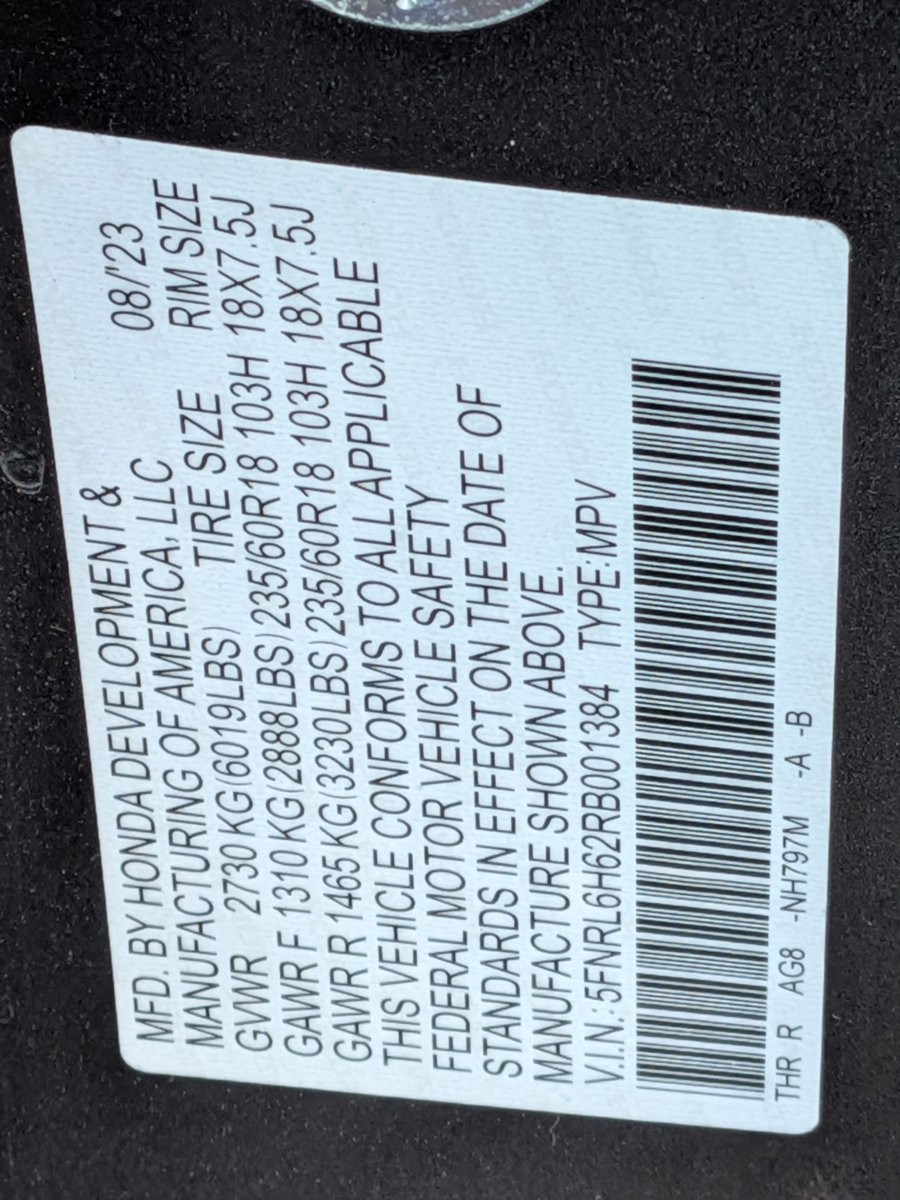 MFD. BY HONDA DEVELOPMENT & 08/'23
MANUFACTURING OF AMERICA, LLC RIM SIZE
GVWR 2730 KG(6019LBS) TIRE SIZE
GAWR F 1310 KG(2888LBS) 235/60R18 103H 18X7.5J
GAWR R 1465 KG(3230LBS) 235/60R18 103H 18X7.5J
THIS VEHICLE CONFORMS TO ALL APPLICABLE
FEDERAL MOTOR VEHICLE SAFETY
STANDARDS IN EFFECT ON THE DATE OF
MANUFACTURE SHOWN ABOVE.
V.I.N.:5FNRL6H62RB001384 TYPE:MPV
THR R AG8 -NH797M -A -B